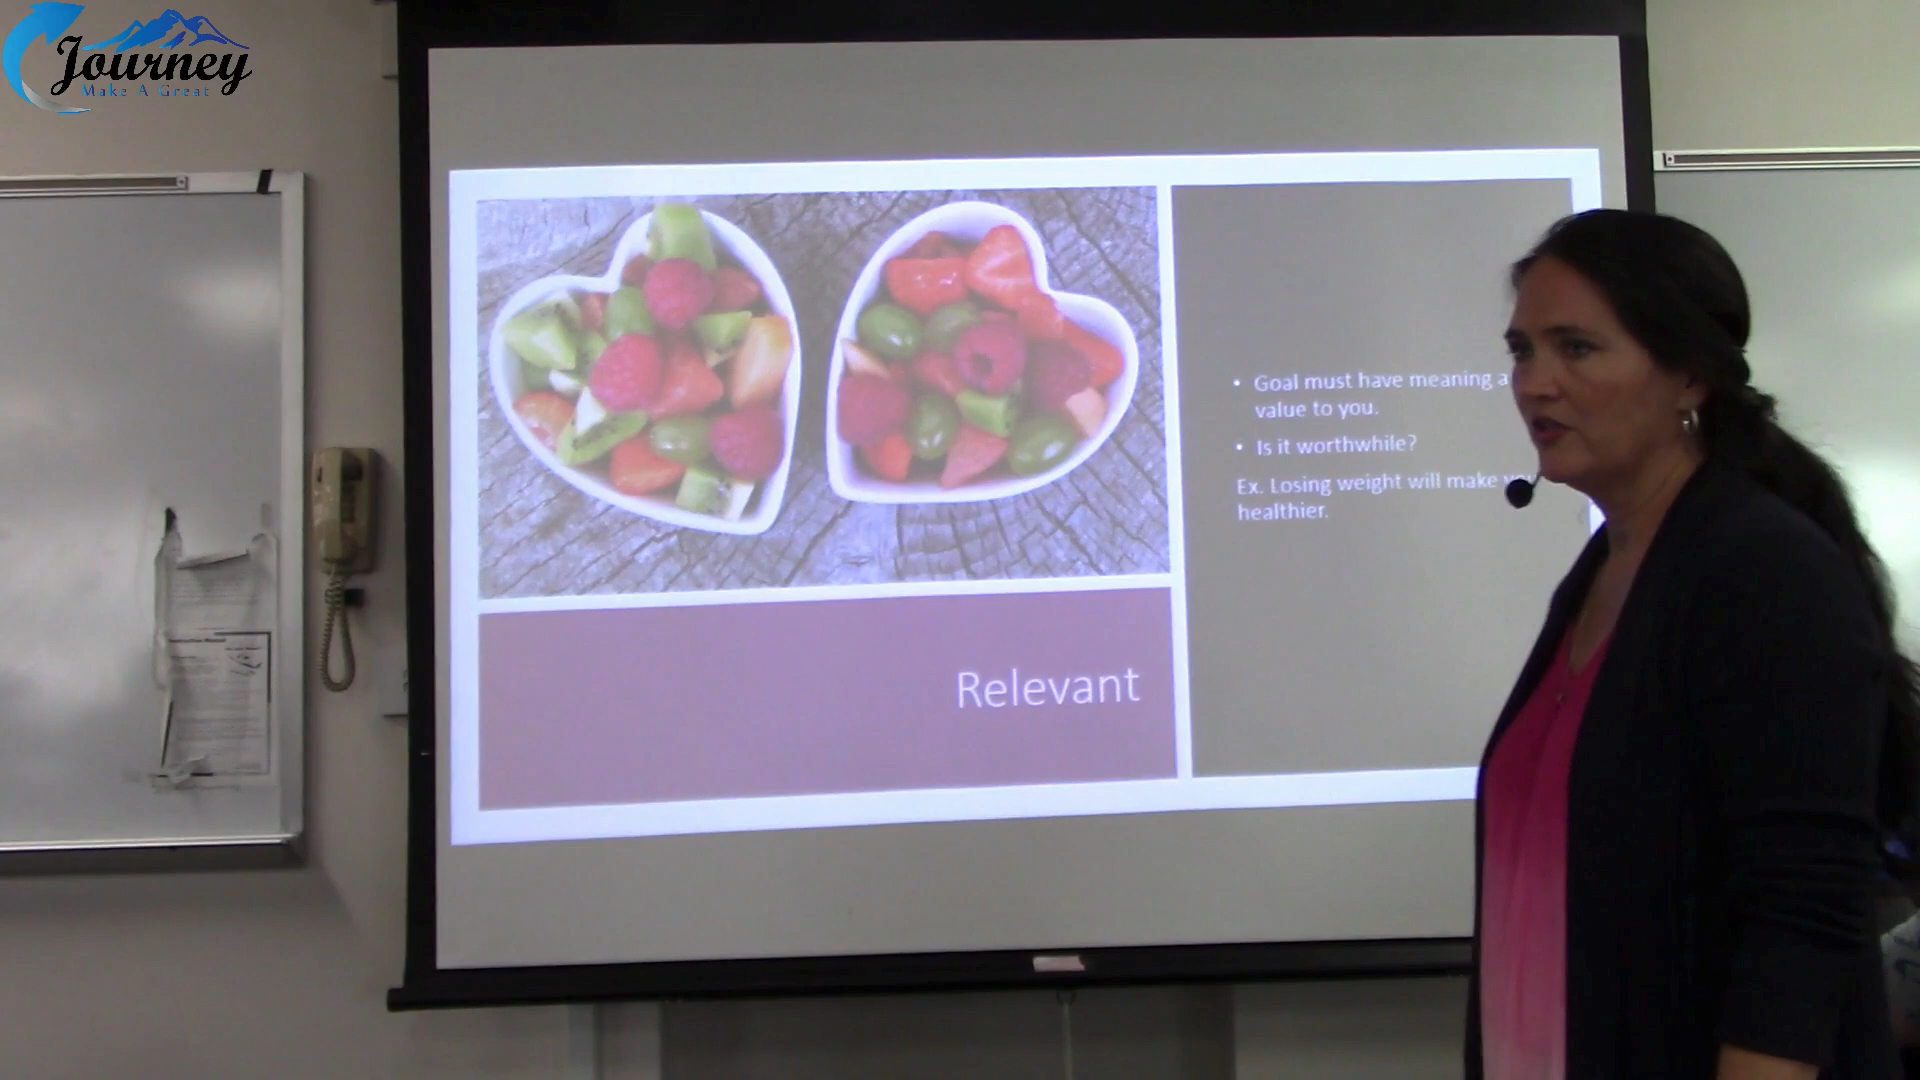 Journey
Make A Great
• Goal must have meaning a
value to you.
• Is it worthwhile?
Ex. Losing weight will make you
healthier.
Relevant